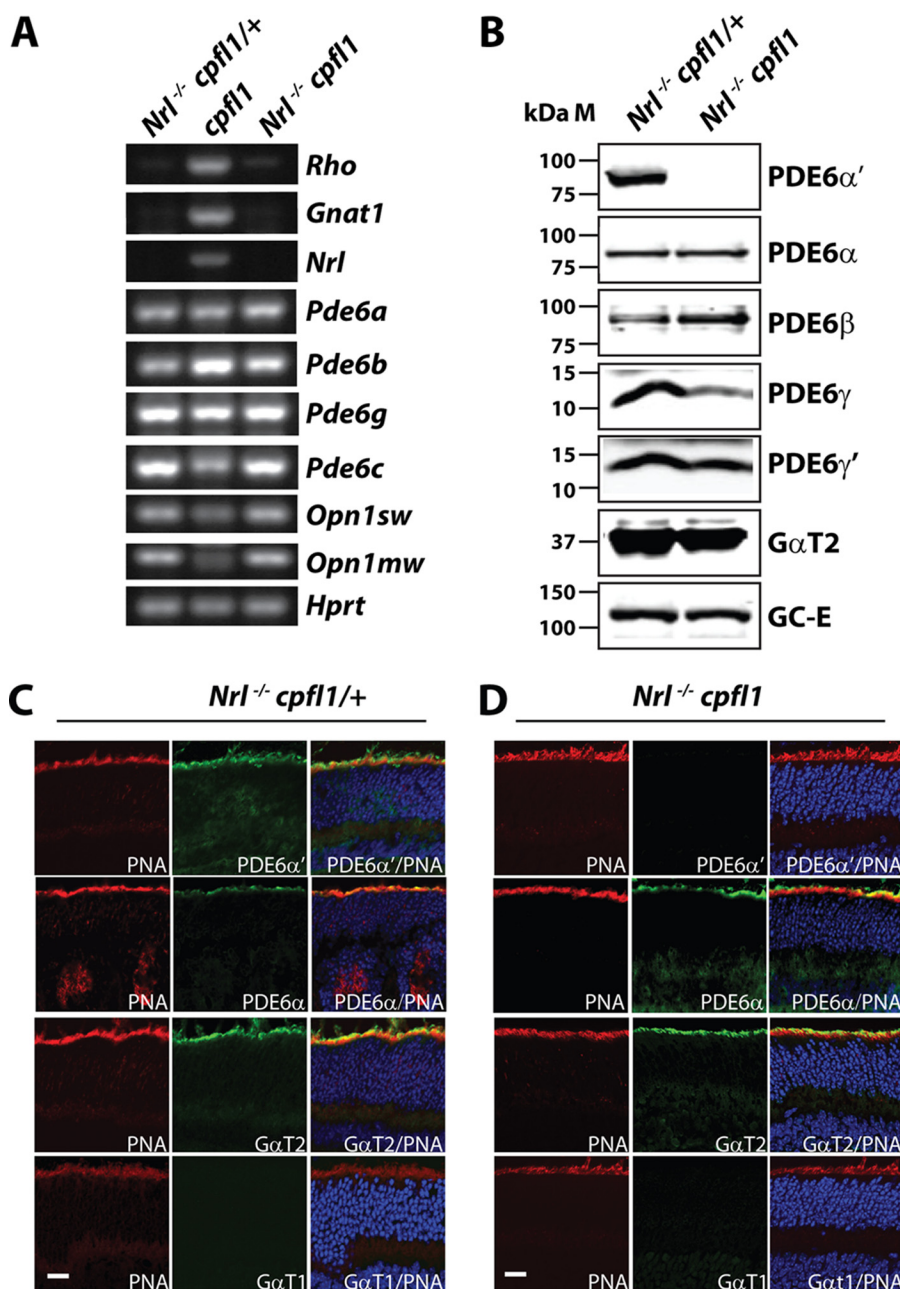 A
Nrl -/- cpfl1/+
cpfl1
Nrl -/- cpfl1
Rho
Gnat1
Nrl
Pde6a
Pde6b
Pde6g
Pde6c
Opn1sw
Opn1mw
Hprt
B
kDa M
Nrl -/- cpfl1/+
Nrl -/- cpfl1
100
75
PDE6α’
100
75
PDE6α
100
75
PDE6β
15
10
PDE6γ
15
10
PDE6γ’
37
GαT2
150
100
GC-E
C
Nrl -/- cpfl1/+
PNA PDE6α’ PDE6α’/PNA
PNA PDE6α PDE6α/PNA
PNA GαT2 GαT2/PNA
PNA GαT1 GαT1/PNA
D
Nrl -/- cpfl1
PNA PDE6α’ PDE6α’/PNA
PNA PDE6α PDE6α/PNA
PNA GαT2 GαT2/PNA
PNA GαT1 Gαt1/PNA